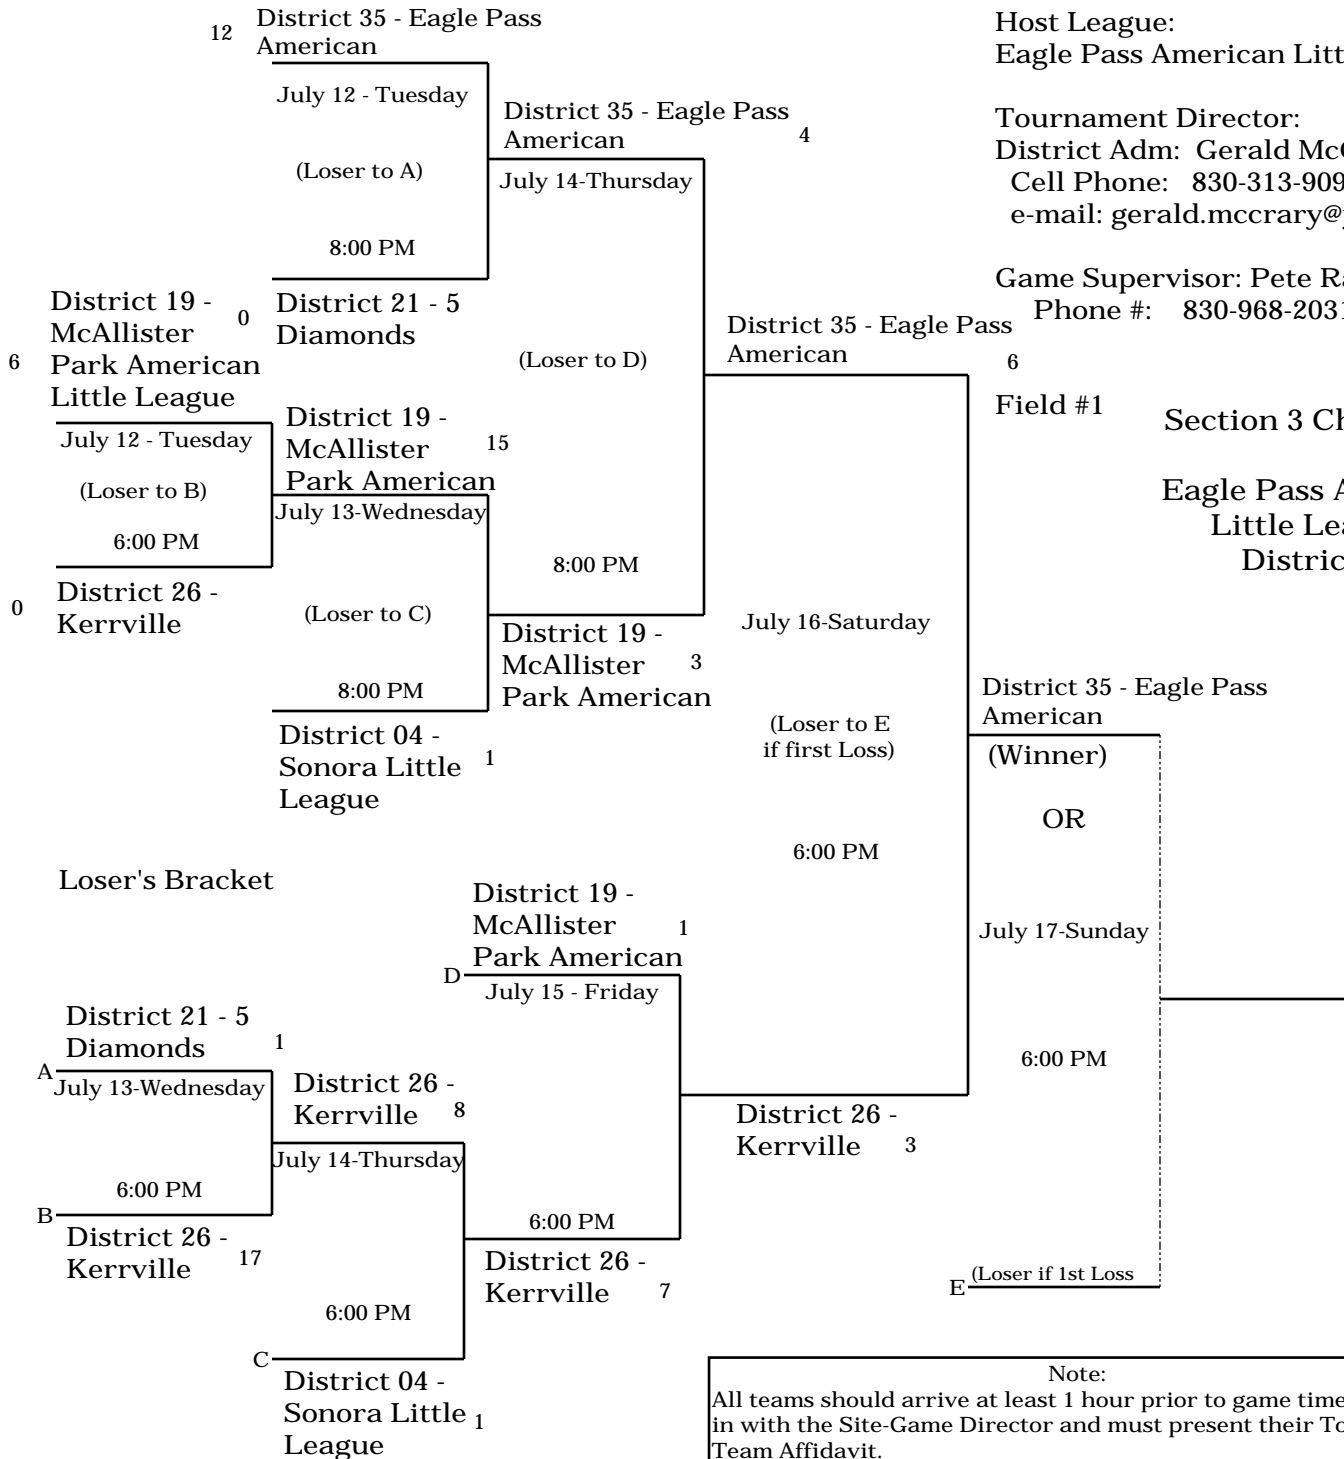 District 35 - Eagle Pass
American
12
July 12 - Tuesday
(Loser to A)
8:00 PM
District 21 - 5
Diamonds
0
District 35 - Eagle Pass
American
4
July 14-Thursday
(Loser to D)
8:00 PM
District 19 -
McAllister
Park American
Little League
6
July 12 - Tuesday
(Loser to B)
6:00 PM
District 26 -
Kerrville
0
District 19 -
McAllister
Park American
15
July 13-Wednesday
(Loser to C)
8:00 PM
District 04 -
Sonora Little
League
1
District 19 -
McAllister
Park American
3
District 35 - Eagle Pass
American
6
July 16-Saturday
(Loser to E
if first Loss)
6:00 PM
District 26 -
Kerrville
3
Host League:
Eagle Pass American
Tournament Director:
District Adm: Gerald
Cell Phone: 830-313-909
e-mail: gerald.mccrary@
Game Supervisor: Pete
Phone #: 830-968-2031
Field #1
Section 3
Eagle Pass
Little
District 35 - Eagle Pass
American
(Winner)
OR
July 17-Sunday
6:00 PM
E
(Loser if 1st Loss
Loser's Bracket
District 19 -
McAllister
Park American
1
D
July 15 - Friday
6:00 PM
District 26 -
Kerrville
7
District 21 - 5
Diamonds
1
A
July 13-Wednesday
6:00 PM
B
District 26 -
Kerrville
17
District 26 -
Kerrville
8
July 14-Thursday
6:00 PM
C
District 04 -
Sonora Little
League
1
Note:
All teams should arrive at least 1 hour prior to game time
in with the Site-Game Director and must present their
Team Affidavit.